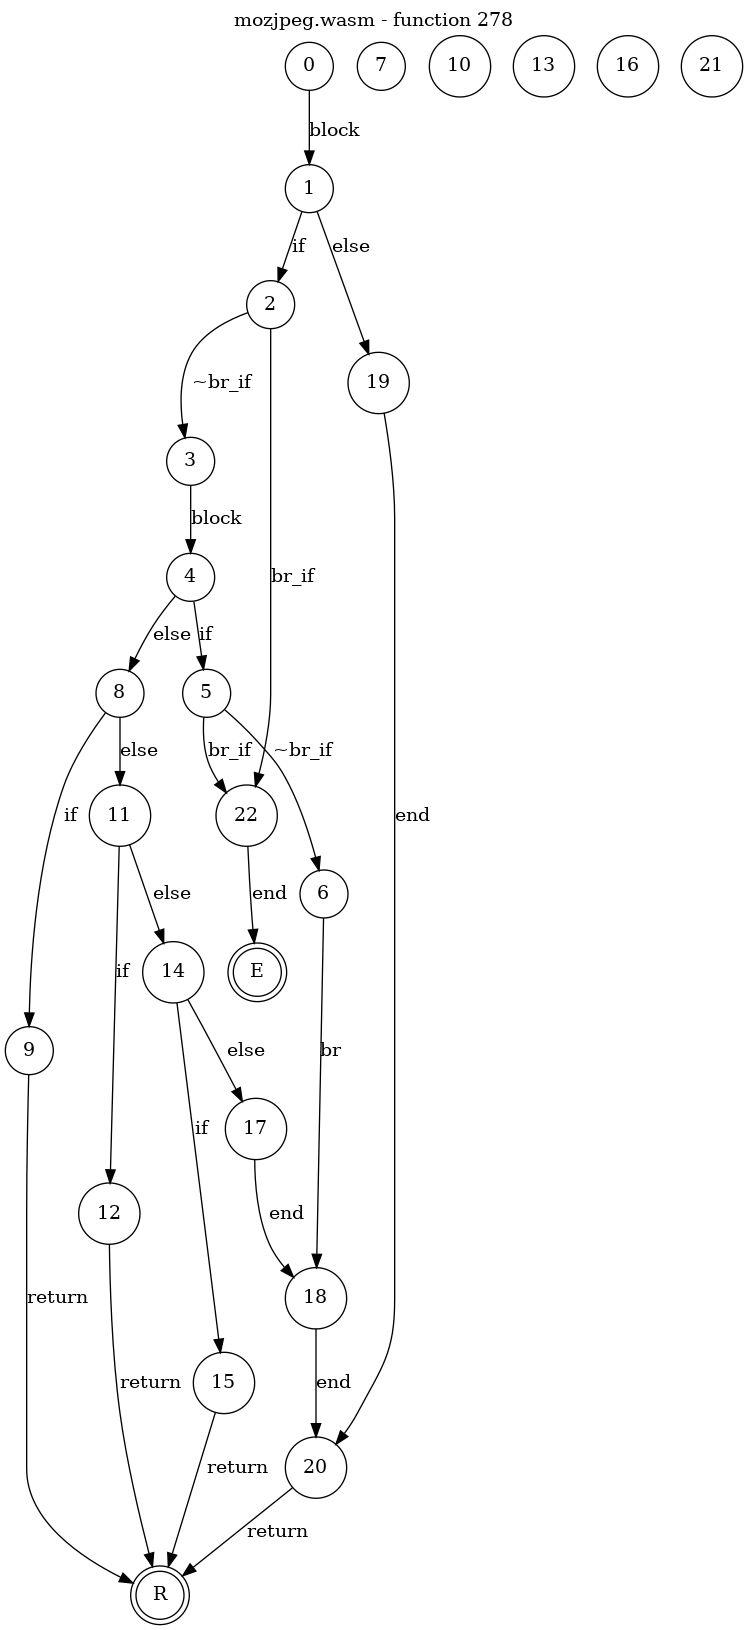 mozjpeg.wasm - function 278
0 7 10 13 16 21
block
1
if else
2
~br_if
19
3
block
br_if
4
else if
8 5
else br_if ~br_if
if
11 22 end
else end 6
if
14 E
9 else br
if
17
12 end
return 18
15
return end
return 20
return
R